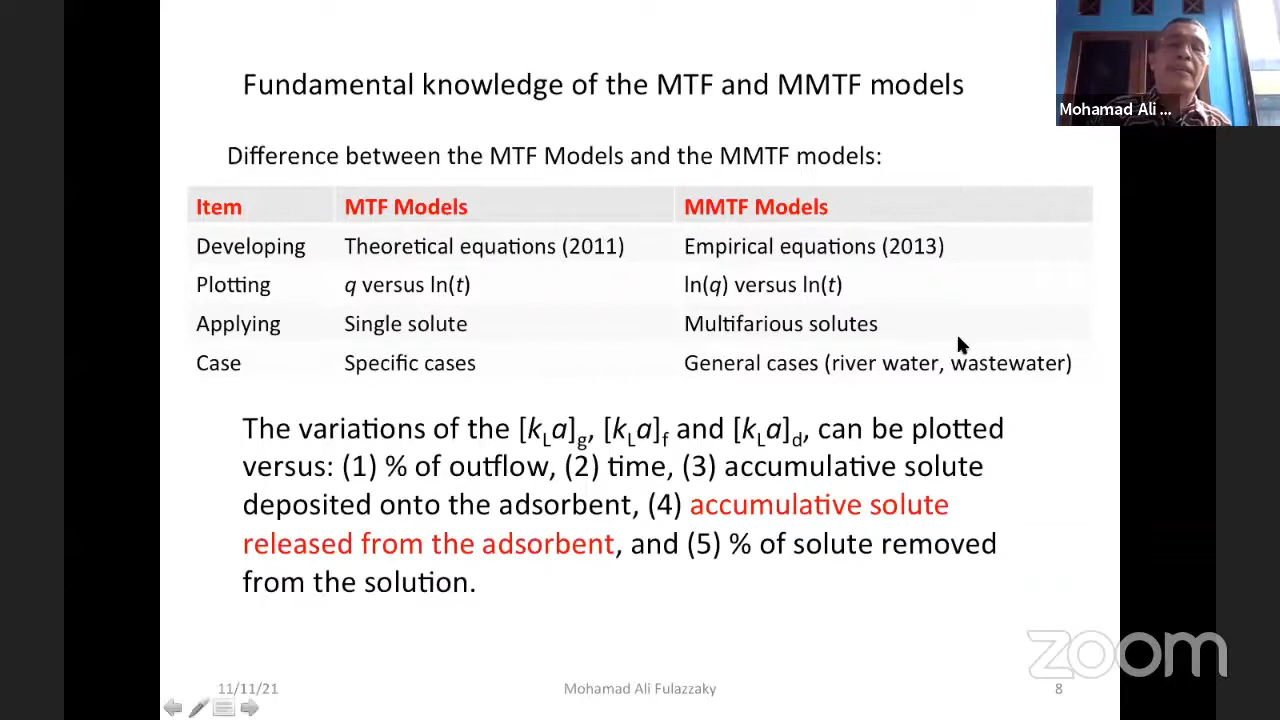 Fundamental knowledge of the MTF and MMTF models
Mohamad Ali ...
Difference between the MTF Models and the MMTF models:
Item MTF Models MMTF Models
Developing Theoretical equations (2011) Empirical equations (2013)
Plotting q versus ln(t) ln(q) versus ln(t)
Applying Single solute Multifarious solutes
Case Specific cases General cases (river water, wastewater)
The variations of the [kLa]g, [kLa]f and [kLa]d, can be plotted
versus: (1) % of outflow, (2) time, (3) accumulative solute
deposited onto the adsorbent, (4) accumulative solute
released from the adsorbent, and (5) % of solute removed
from the solution.
zoom
11/11/21 Mohamad Ali Fulazzaky 8